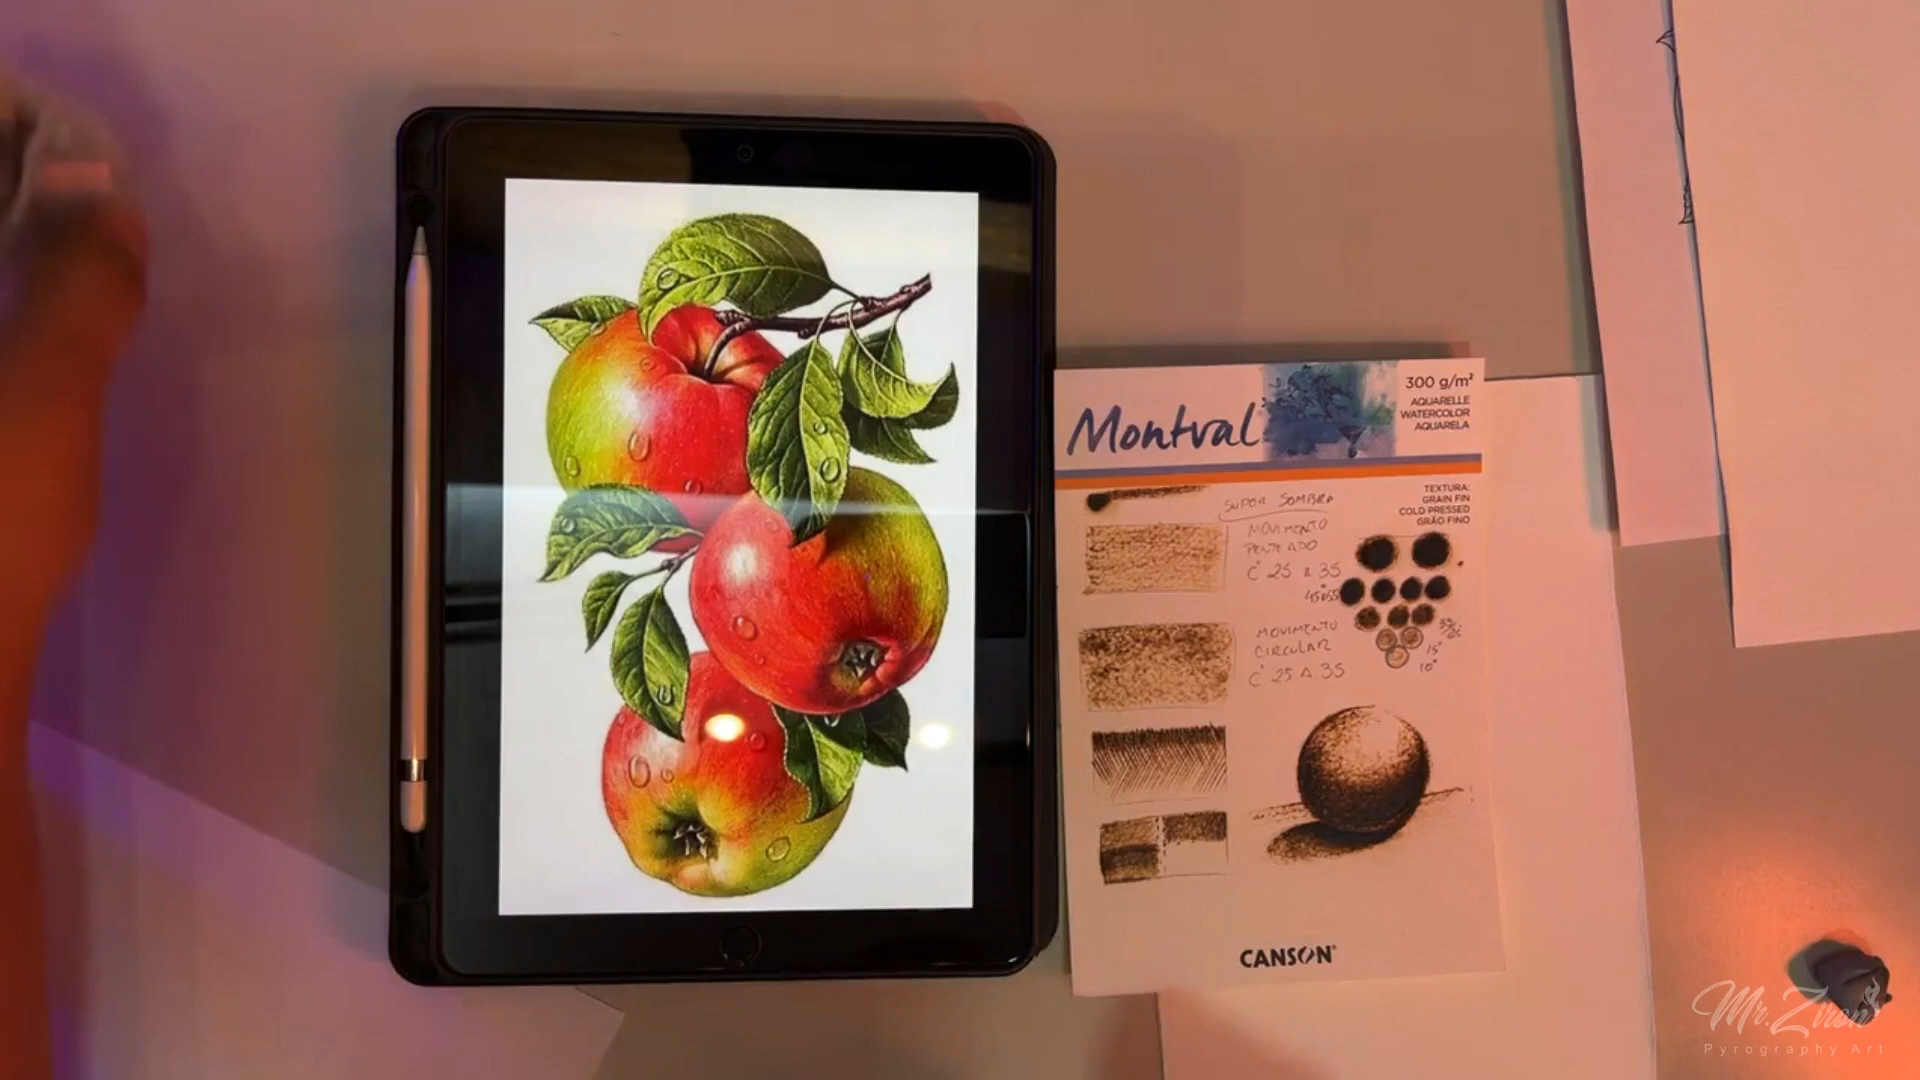 Montval
300 g/m²
AQUARELLE
WATERCOLOR
AQUARELA
TEXTURA:
GRAIN FIN
COLD PRESSED
GRÃO FINO
SUPER SOMBRA
MOVIMENTO
PENTEADO
C° 25 A 35
MOVIMENTO
CIRCULAR
C° 25 A 35
15°
10°
CANSON®
Mr.Ziron
Pyrography Art